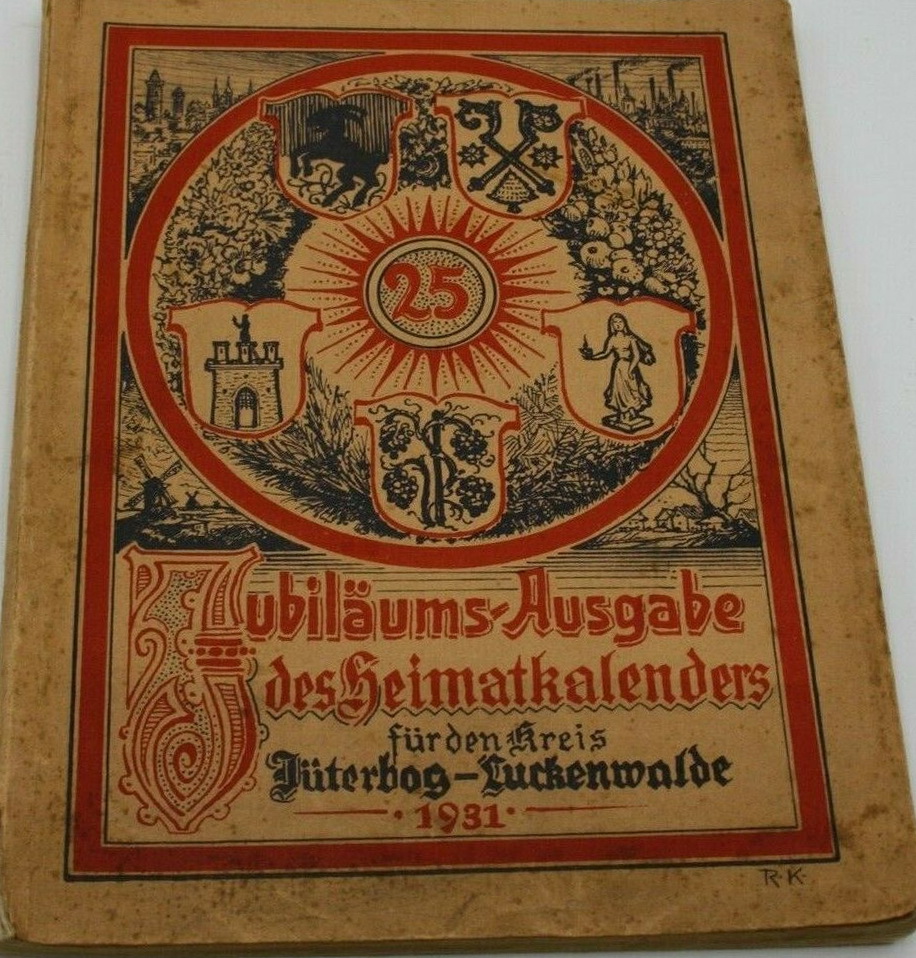 25
Jubiläums-Ausgabe
des Heimatkalenders
für den Kreis
Jüterbog-Luckenwalde
· 1931 ·
R. K.